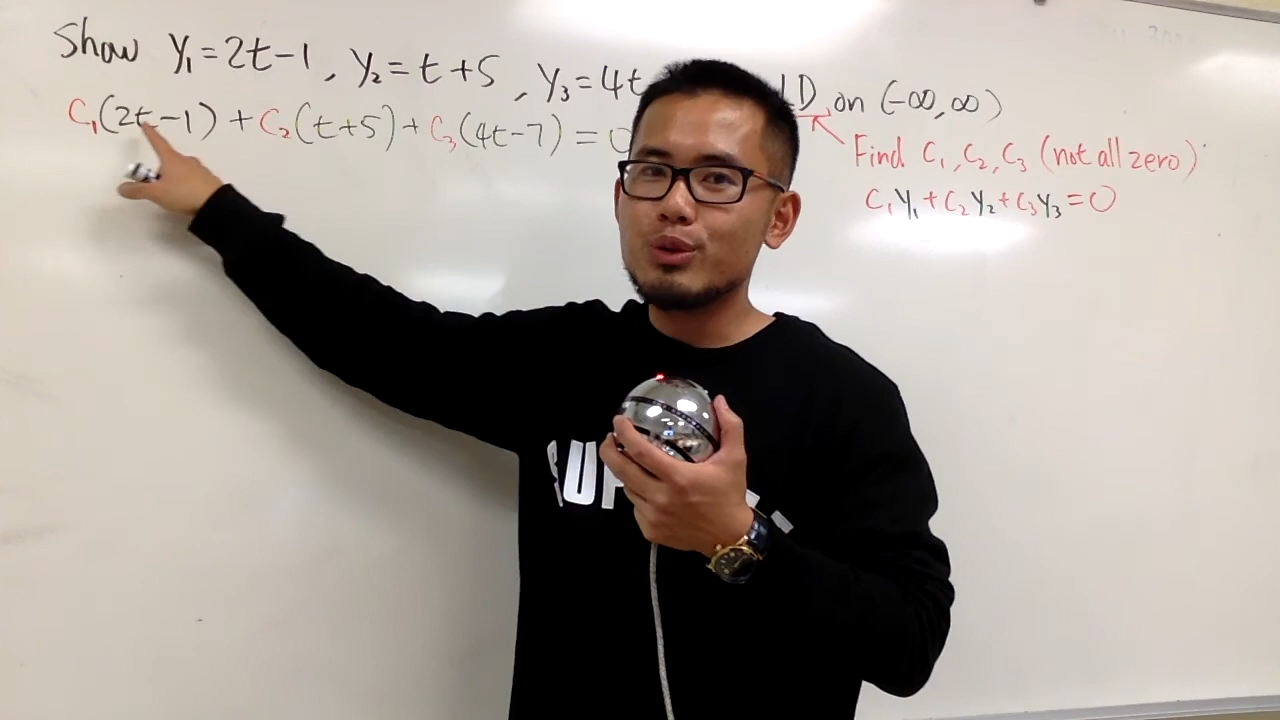 Show y₁=2t-1, y₂=t+5, y₃=4t LD on (-∞,∞)
C₁(2t-1)+C₂(t+5)+C₃(4t-7)=0
Find C₁,C₂,C₃ (not all zero)
C₁y₁+C₂y₂+C₃y₃=0